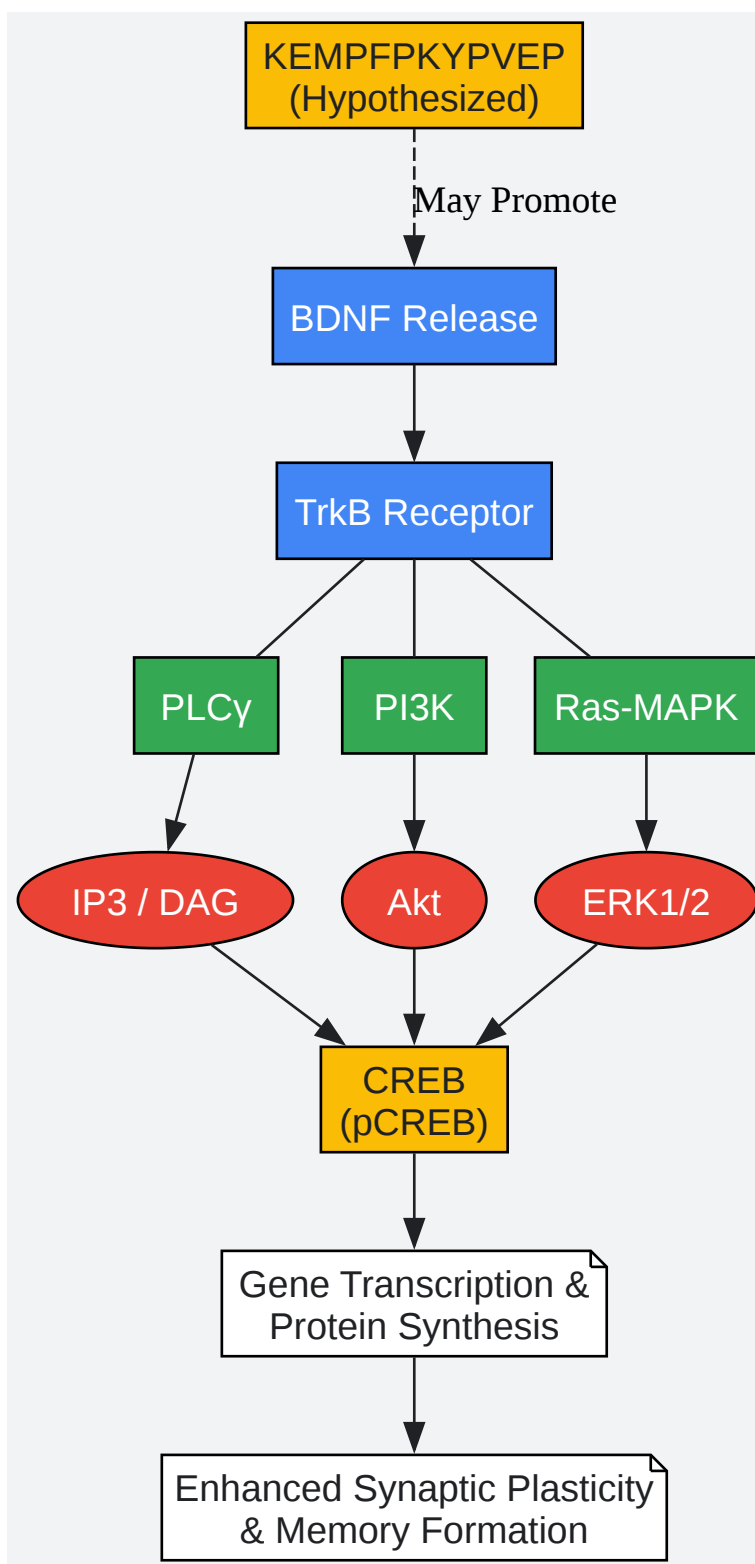 KEMPFPKYPVEP
(Hypothesized)
May Promote
BDNF Release
TrkB Receptor
PLCγ
PI3K
Ras-MAPK
IP3 / DAG
Akt
ERK1/2
CREB
(pCREB)
Gene Transcription &
Protein Synthesis
Enhanced Synaptic Plasticity
& Memory Formation